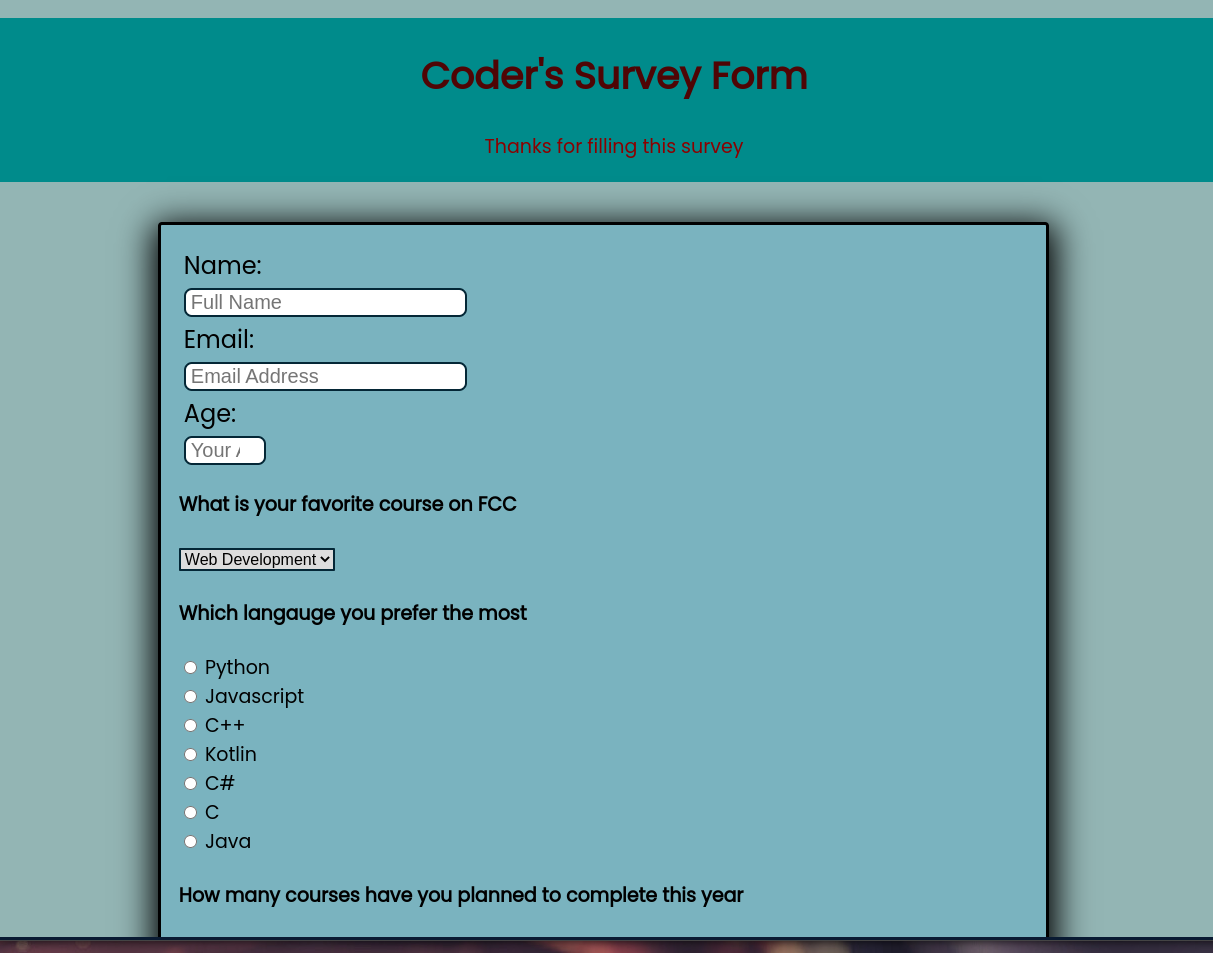 Coder's Survey Form
Thanks for filling this survey
Name:
Full Name
Email:
Email Address
Age:
Your
What is your favorite course on FCC
Web Development
Which langauge you prefer the most
Python
Javascript
C++
Kotlin
C#
C
Java
How many courses have you planned to complete this year